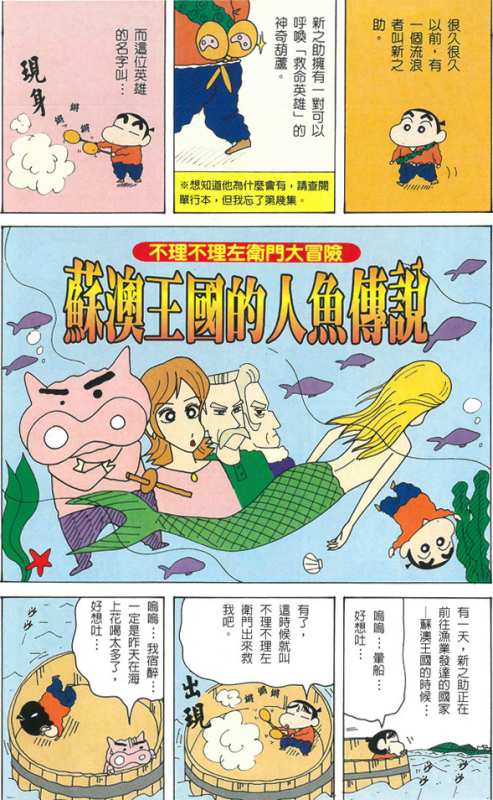 很久很久
以前，有
一個流浪
者叫新之
助。
新之助擁有一對可以
呼喚「救命英雄」的
神奇葫蘆。
※想知道他為什麼會有，請查閱
單行本，但我忘了第幾集。
而這位英雄
的名字叫…
鏘
鏘
鏘
現身
不理不理左衛門大冒險
蘇澳王國的人魚傳說
有一天，新之助正在
前往漁業發達的國家
—蘇澳王國的時候…
嗚嗚…暈船…
好想吐…
有了，
這時候就叫
不理不理左
衛門出來救
我吧。
鏘
鏘
鏘
出現
嗚嗚…我宿醉…
一定是昨天在海
上花喝太多了，
好想吐…